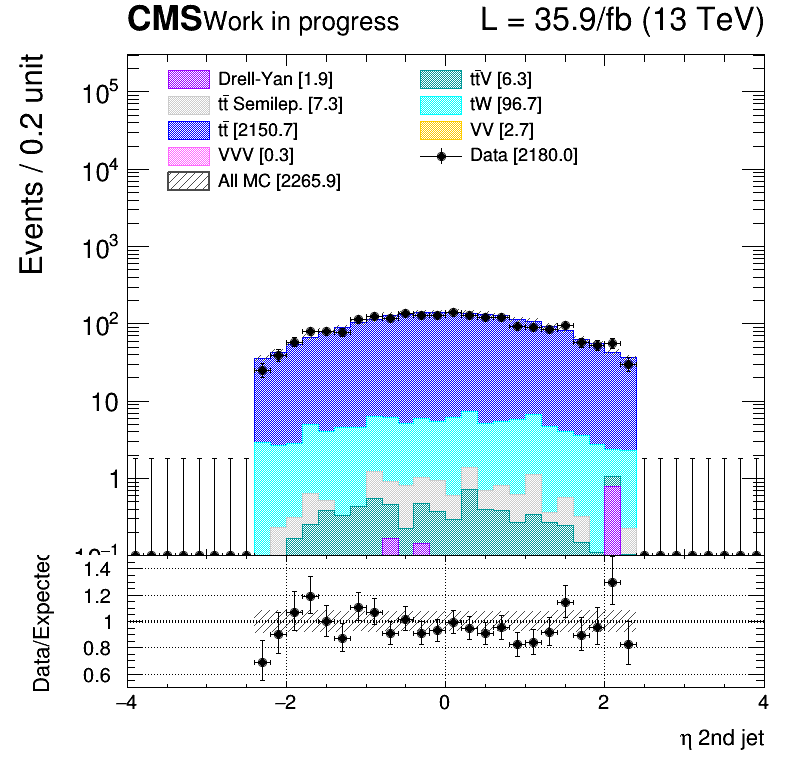 CMS Work in progress L = 35.9/fb (13 TeV)
Events / 0.2 unit
Drell-Yan [1.9] tt̄V [6.3]
tt̄ Semilep. [7.3] tW [96.7]
tt̄ [2150.7] VV [2.7]
VVV [0.3] Data [2180.0]
All MC [2265.9]
10⁵
10⁴
10³
10²
10
1
10⁻¹
Data/Expected
1.4
1.2
1
0.8
0.6
−4 −2 0 2 4
η 2nd jet